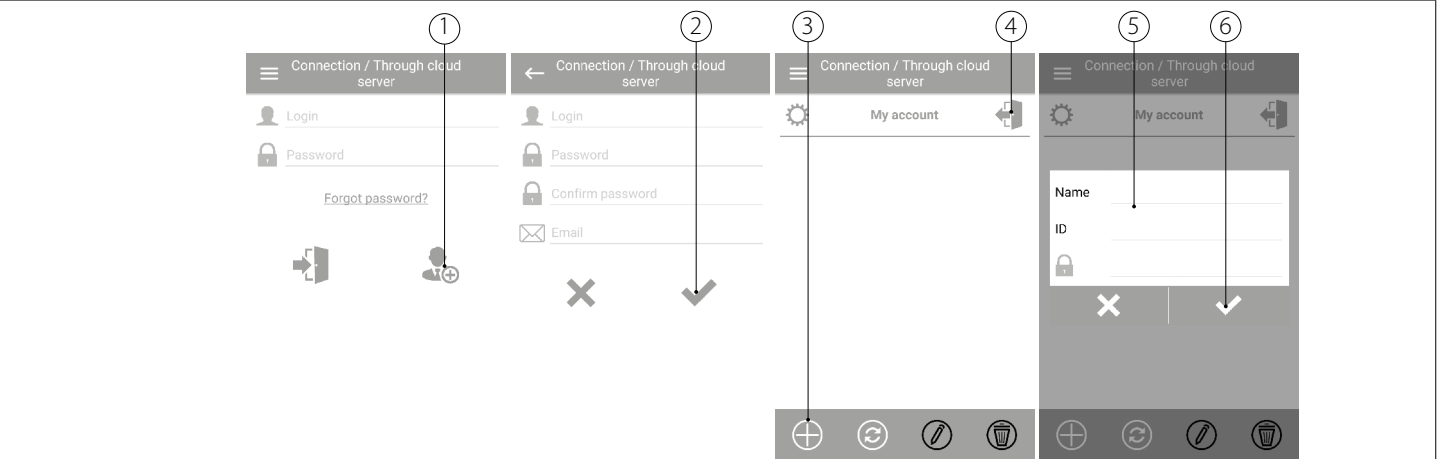 1
2
3
4
5
6
Connection / Through cloud
server
Login
Password
Forgot password?
Connection / Through cloud
server
Login
Password
Confirm password
Email
Connection / Through cloud
server
My account
Connection / Through cloud
server
My account
Name
ID